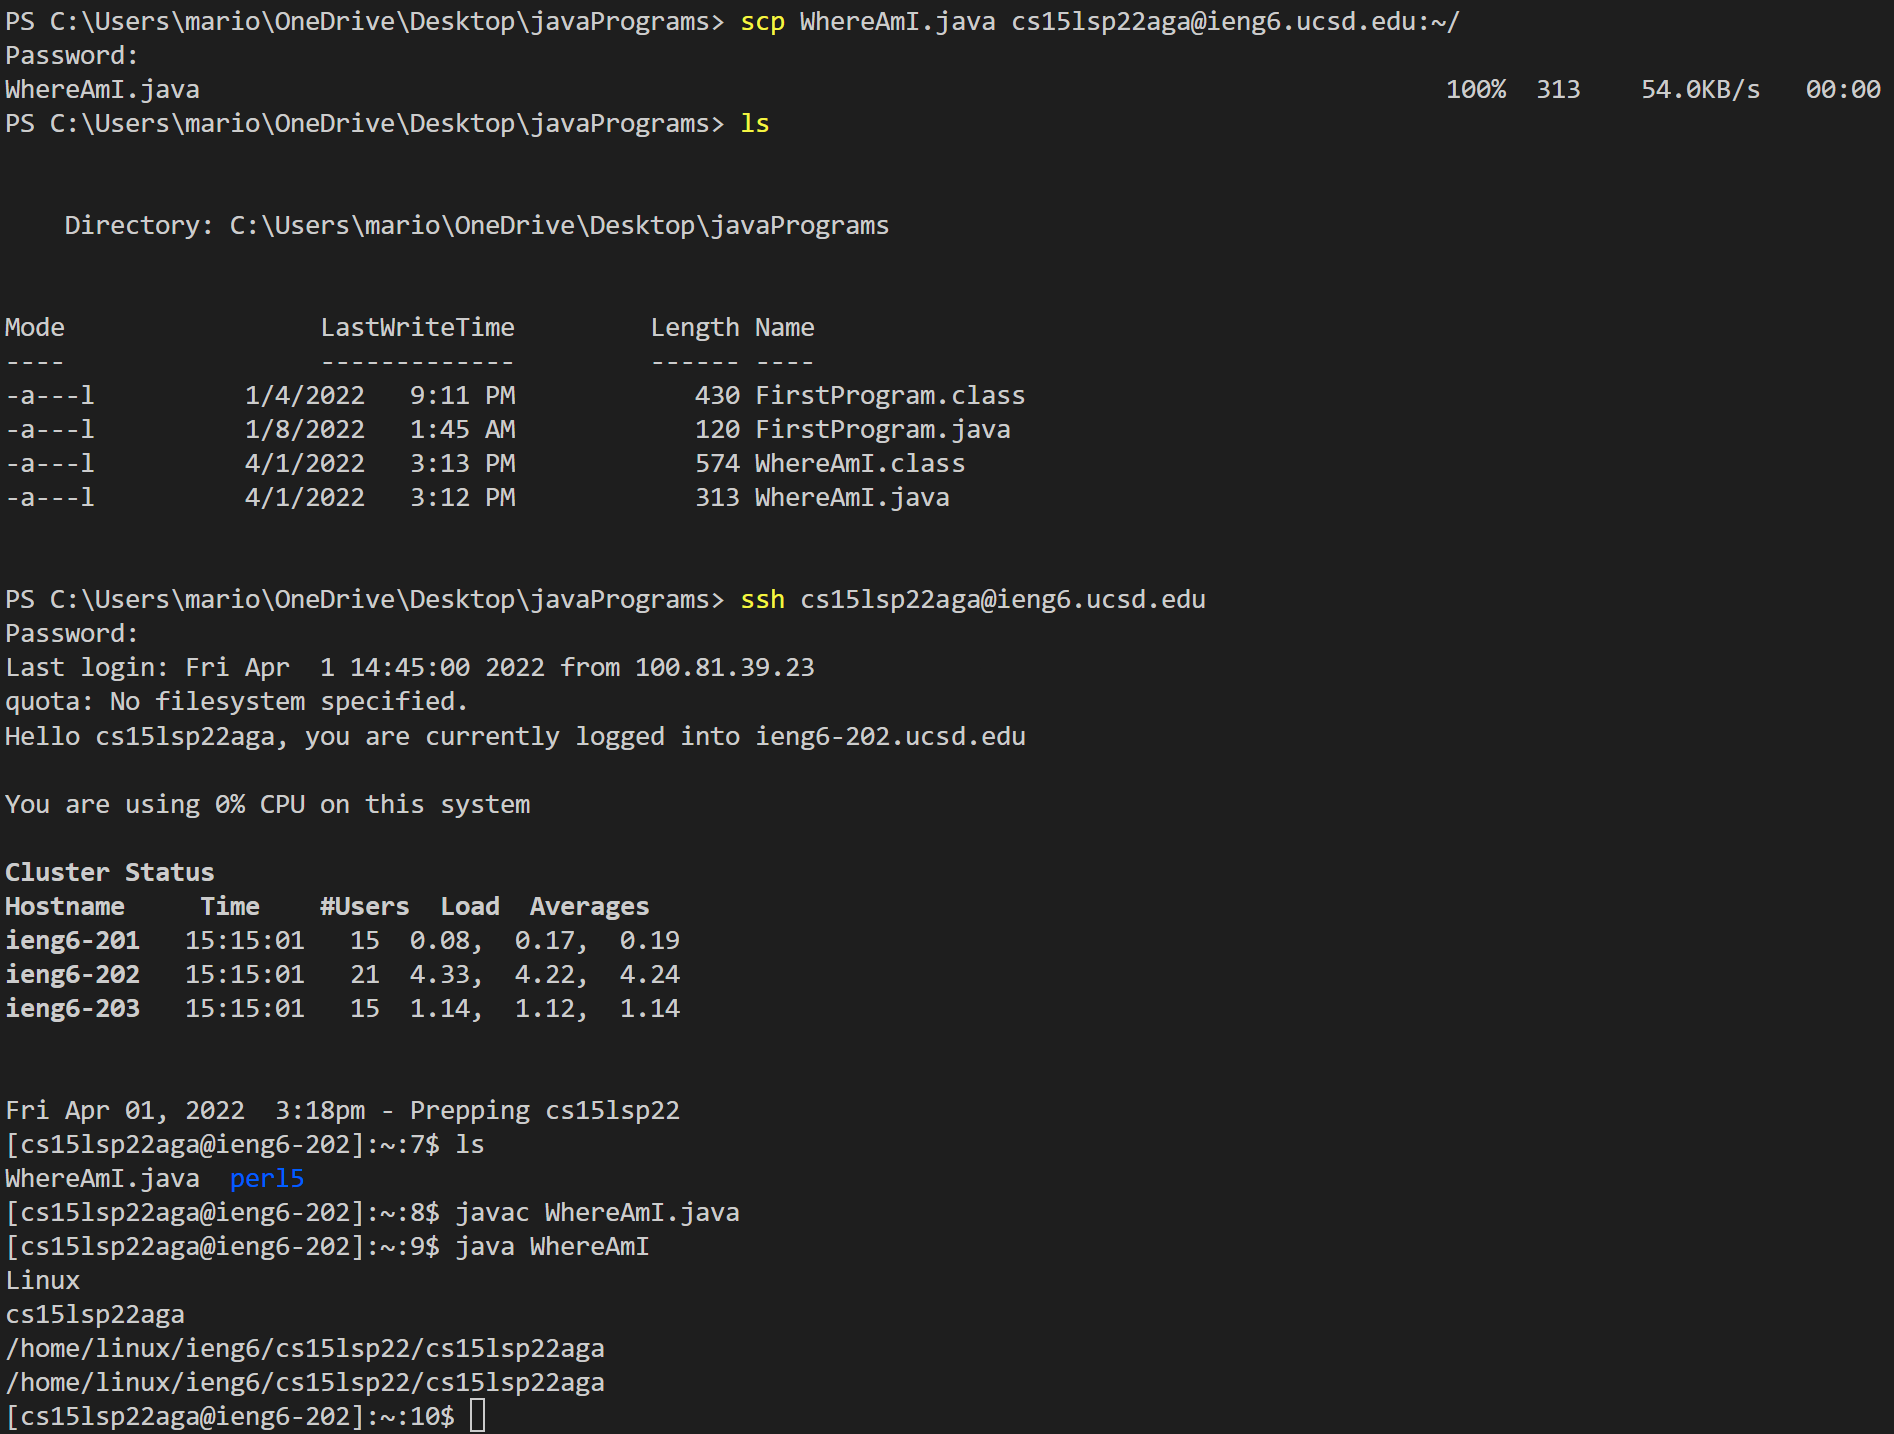 PS C:\Users\mario\OneDrive\Desktop\javaPrograms> scp WhereAmI.java cs15lsp22aga@ieng6.ucsd.edu:~/
Password:
WhereAmI.java 100% 313 54.0KB/s 00:00
PS C:\Users\mario\OneDrive\Desktop\javaPrograms> ls
Directory: C:\Users\mario\OneDrive\Desktop\javaPrograms
Mode LastWriteTime Length Name
---- ------------- ------ ----
-a---l 1/4/2022 9:11 PM 430 FirstProgram.class
-a---l 1/8/2022 1:45 AM 120 FirstProgram.java
-a---l 4/1/2022 3:13 PM 574 WhereAmI.class
-a---l 4/1/2022 3:12 PM 313 WhereAmI.java
PS C:\Users\mario\OneDrive\Desktop\javaPrograms> ssh cs15lsp22aga@ieng6.ucsd.edu
Password:
Last login: Fri Apr  1 14:45:00 2022 from 100.81.39.23
quota: No filesystem specified.
Hello cs15lsp22aga, you are currently logged into ieng6-202.ucsd.edu
You are using 0% CPU on this system
Cluster Status
Hostname Time #Users Load Averages
ieng6-201 15:15:01 15 0.08, 0.17, 0.19
ieng6-202 15:15:01 21 4.33, 4.22, 4.24
ieng6-203 15:15:01 15 1.14, 1.12, 1.14
Fri Apr 01, 2022  3:18pm - Prepping cs15lsp22
[cs15lsp22aga@ieng6-202]:~:7$ ls
WhereAmI.java  perl5
[cs15lsp22aga@ieng6-202]:~:8$ javac WhereAmI.java
[cs15lsp22aga@ieng6-202]:~:9$ java WhereAmI
Linux
cs15lsp22aga
/home/linux/ieng6/cs15lsp22/cs15lsp22aga
/home/linux/ieng6/cs15lsp22/cs15lsp22aga
[cs15lsp22aga@ieng6-202]:~:10$